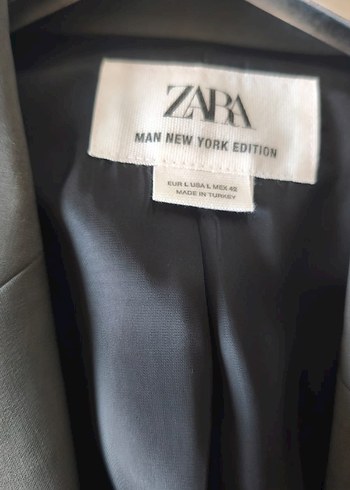 ZARA
MAN NEW YORK EDITION
EUR L USA L MEX 42
MADE IN TURKEY